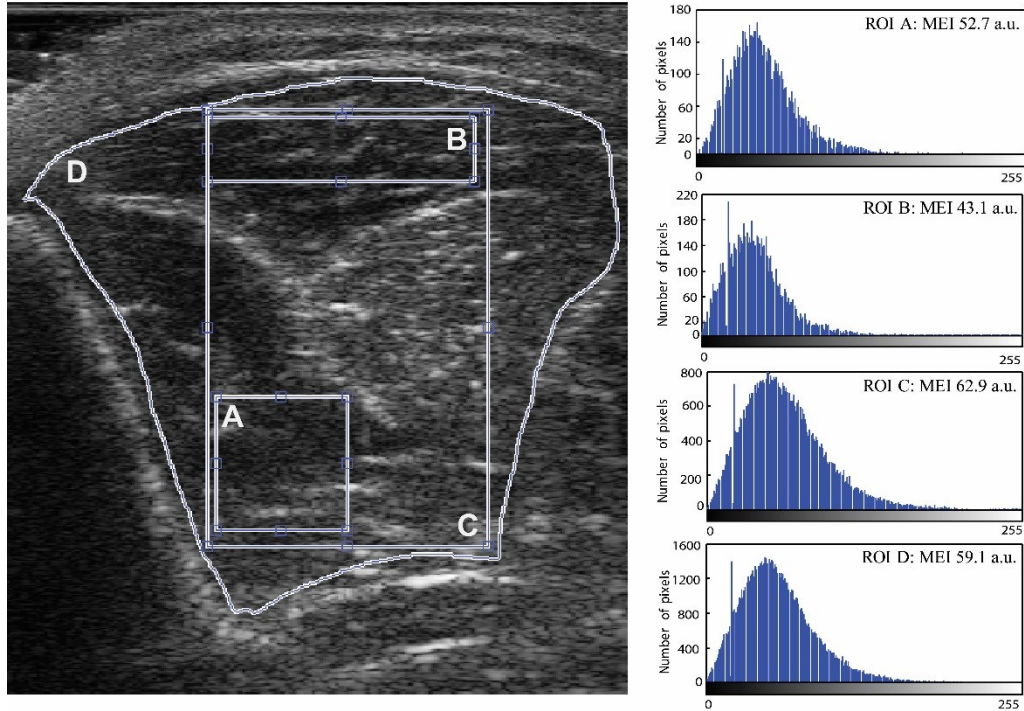 D
B
A
C
180
140
100
60
20
0
Number of pixels
ROI A: MEI 52.7 a.u.
0
255
220
180
140
100
60
20
0
Number of pixels
ROI B: MEI 43.1 a.u.
0
255
800
600
400
200
0
Number of pixels
ROI C: MEI 62.9 a.u.
0
255
1600
1200
800
400
0
Number of pixels
ROI D: MEI 59.1 a.u.
0
255